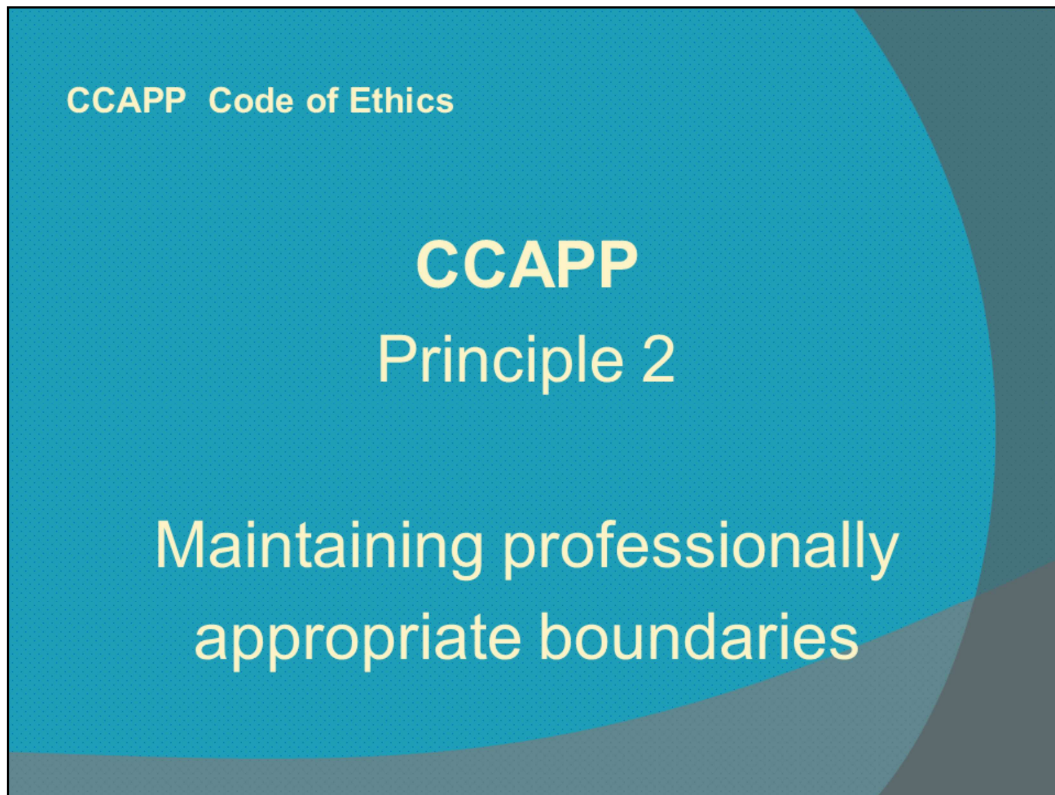 CCAPP Code of Ethics
CCAPP
Principle 2
Maintaining professionally
appropriate boundaries